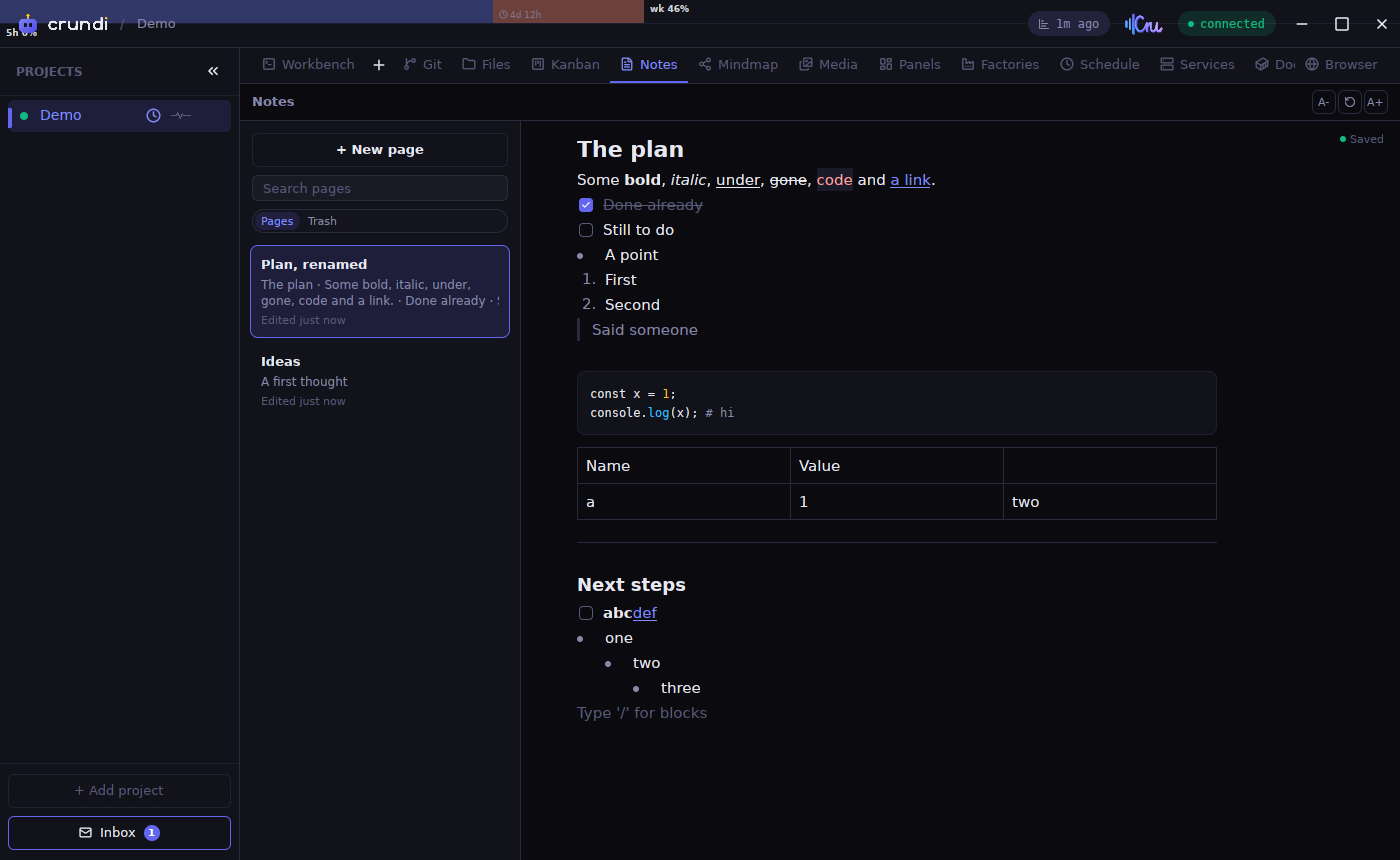 4d 12h
wk 46%
crundi / Demo
1m ago
connected
PROJECTS
Workbench
Git
Files
Kanban
Notes
Mindmap
Media
Panels
Factories
Schedule
Services
Browser
Notes
A-
A+
Demo
+ New page
Search pages
Pages
Trash
Plan, renamed
The plan · Some bold, italic, under,
gone, code and a link. · Done already ·
Edited just now
Ideas
A first thought
Edited just now
Saved
The plan
Some bold, italic, under, gone, code and a link.
Done already
Still to do
• A point
1. First
2. Second
Said someone
const x = 1;
console.log(x); # hi
Name Value
a 1 two
Next steps
abcdef
• one
• two
• three
Type '/' for blocks
+ Add project
Inbox 1